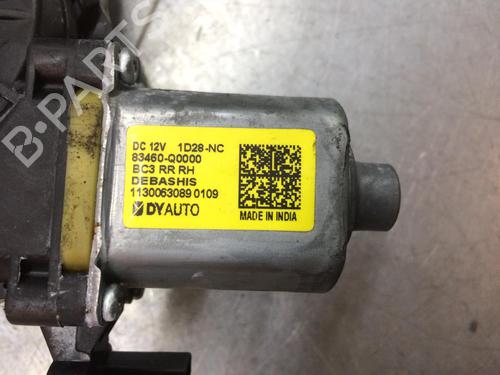 DC 12V 1D28-NC
83460-Q0000
BC3 RR RH
DEBASHIS
1130063089 0109
DYAUTO
MADE IN INDIA
B-PARTS